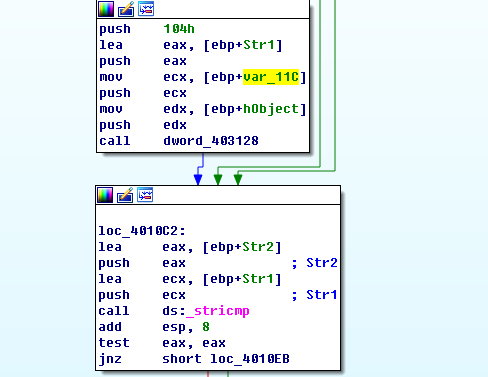 push 104h
lea eax, [ebp+Str1]
push eax
mov ecx, [ebp+var_11C]
push ecx
mov edx, [ebp+hObject]
push edx
call dword_403128
loc_4010C2:
lea eax, [ebp+Str2]
push eax ; Str2
lea ecx, [ebp+Str1]
push ecx ; Str1
call ds:_stricmp
add esp, 8
test eax, eax
jnz short loc_4010EB